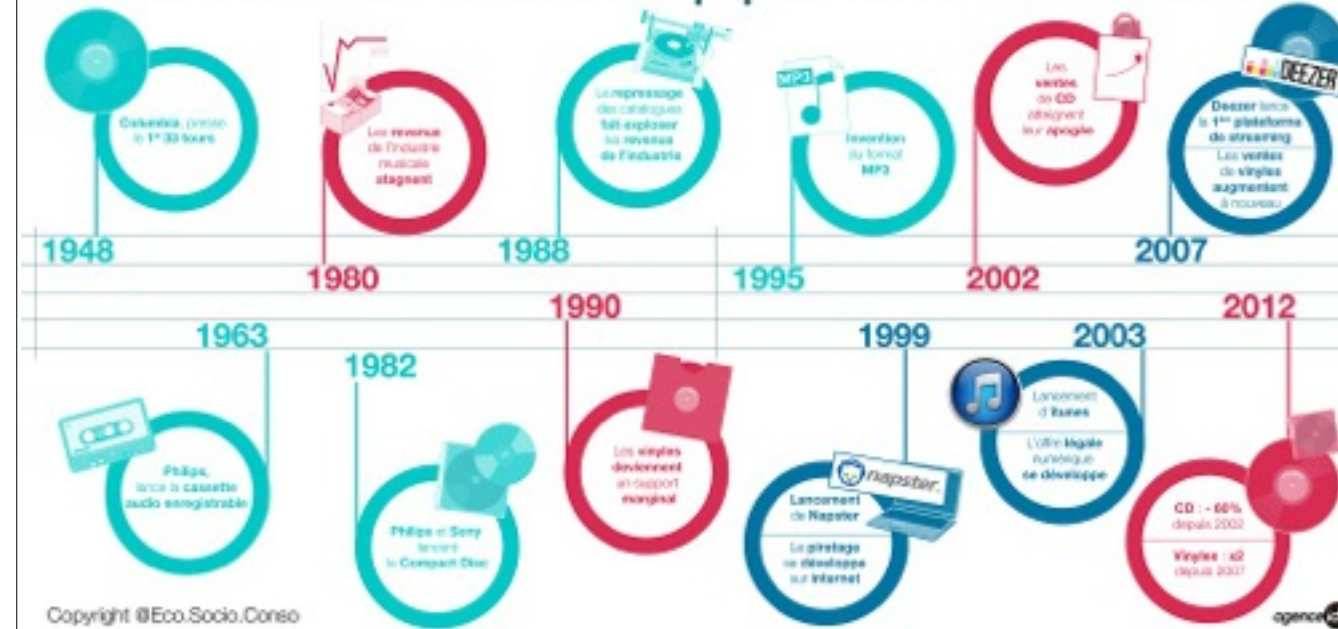 Columbia, presse
le 1er 33 tours
1948
Les revenus
de l'industrie
musicale
stagnent
1980
Le repressage
des catalogues
fait exploser
les revenus
de l'industrie
1988
MP3
Invention
du format
MP3
1995
Les
ventes
de CD
atteignent
leur apogée
2002
DEEZER
Deezer lance
la 1ère plateforme
de streaming
Les ventes
de vinyles
augmentent
à nouveau
2007
1963
Philips,
lance la cassette
audio enregistrable
1982
Philips et Sony
lancent
le Compact Disc
1990
Les vinyles
deviennent
un support
marginal
1999
napster.
Lancement
de Napster
Le piratage
se développe
sur internet
2003
Lancement
d'itunes
L'offre légale
numérique
se développe
2012
CD : - 60%
depuis 2002
Vinyles : x2
depuis 2007
Copyright @Eco.Socio.Conso
agence